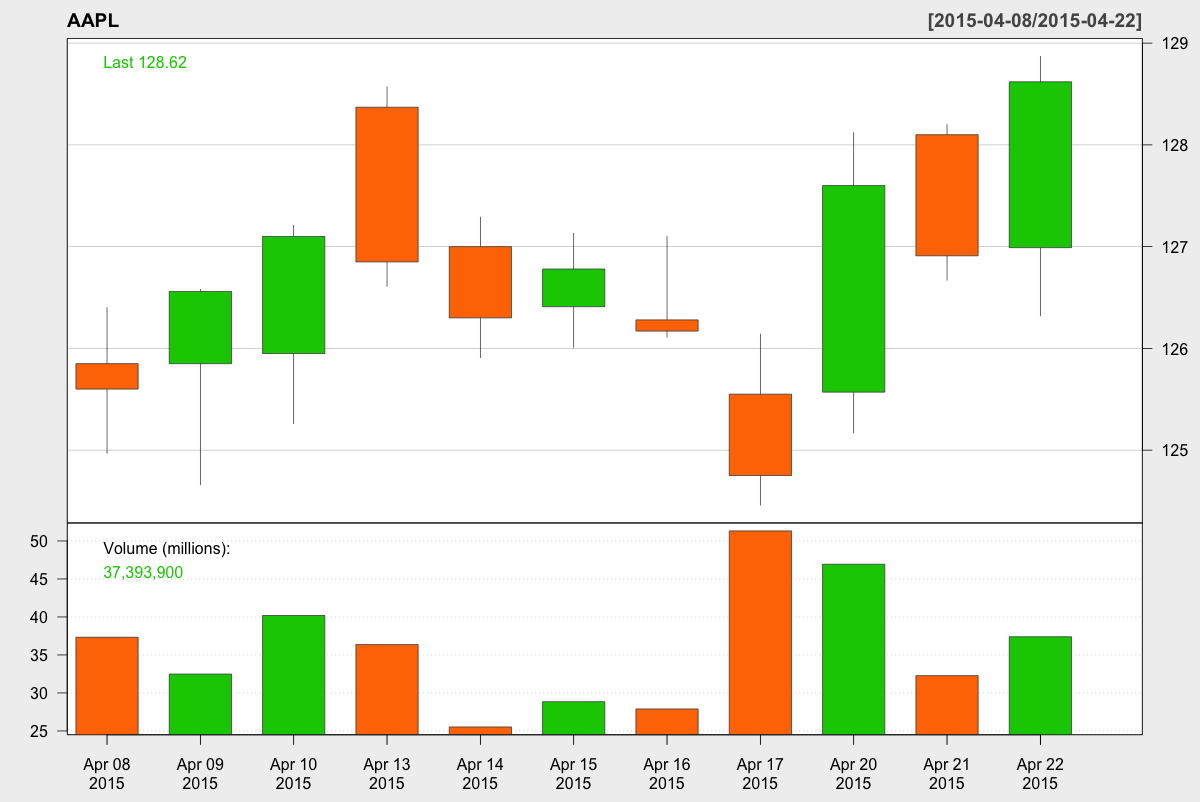 AAPL
[2015-04-08/2015-04-22]
Last 128.62
129
128
127
126
125
Volume (millions):
37,393,900
50
45
40
35
30
25
Apr 08
2015
Apr 09
2015
Apr 10
2015
Apr 13
2015
Apr 14
2015
Apr 15
2015
Apr 16
2015
Apr 17
2015
Apr 20
2015
Apr 21
2015
Apr 22
2015